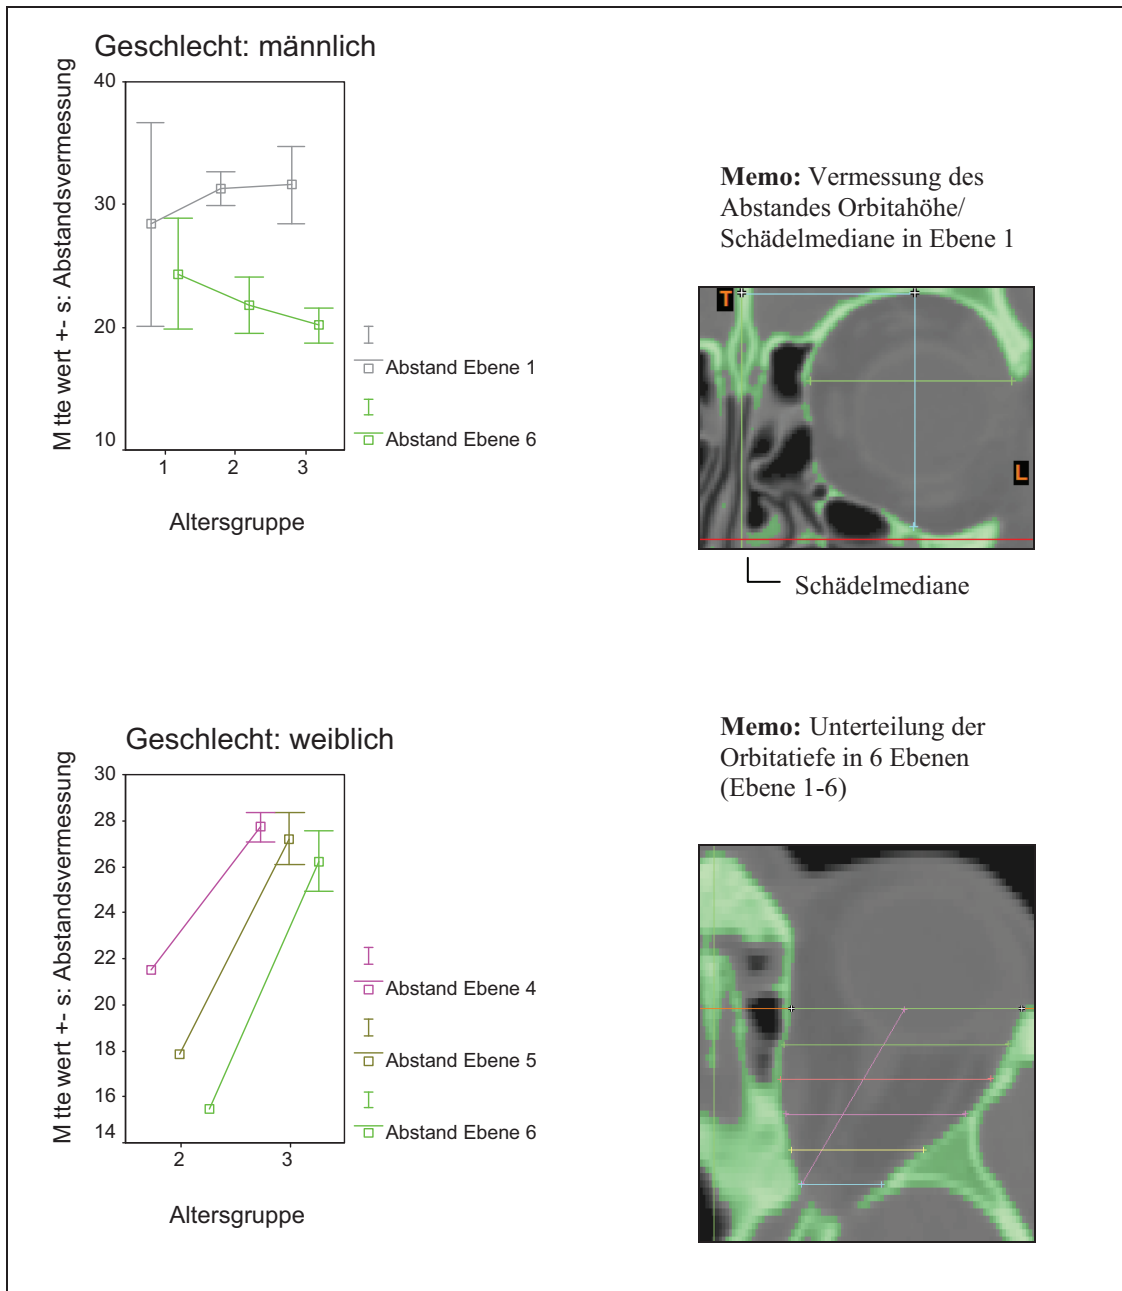 Geschlecht: männlich
M tte wert +- s: Abstandsvermessung
40
30
20
10
1
2
3
Altersgruppe
Abstand Ebene 1
Abstand Ebene 6
Memo: Vermessung des
Abstandes Orbitahöhe/
Schädelmediane in Ebene 1
T
L
Schädelmediane
Geschlecht: weiblich
M tte wert +- s: Abstandsvermessung
30
28
26
24
22
20
18
16
14
2
3
Altersgruppe
Abstand Ebene 4
Abstand Ebene 5
Abstand Ebene 6
Memo: Unterteilung der
Orbitatiefe in 6 Ebenen
(Ebene 1-6)